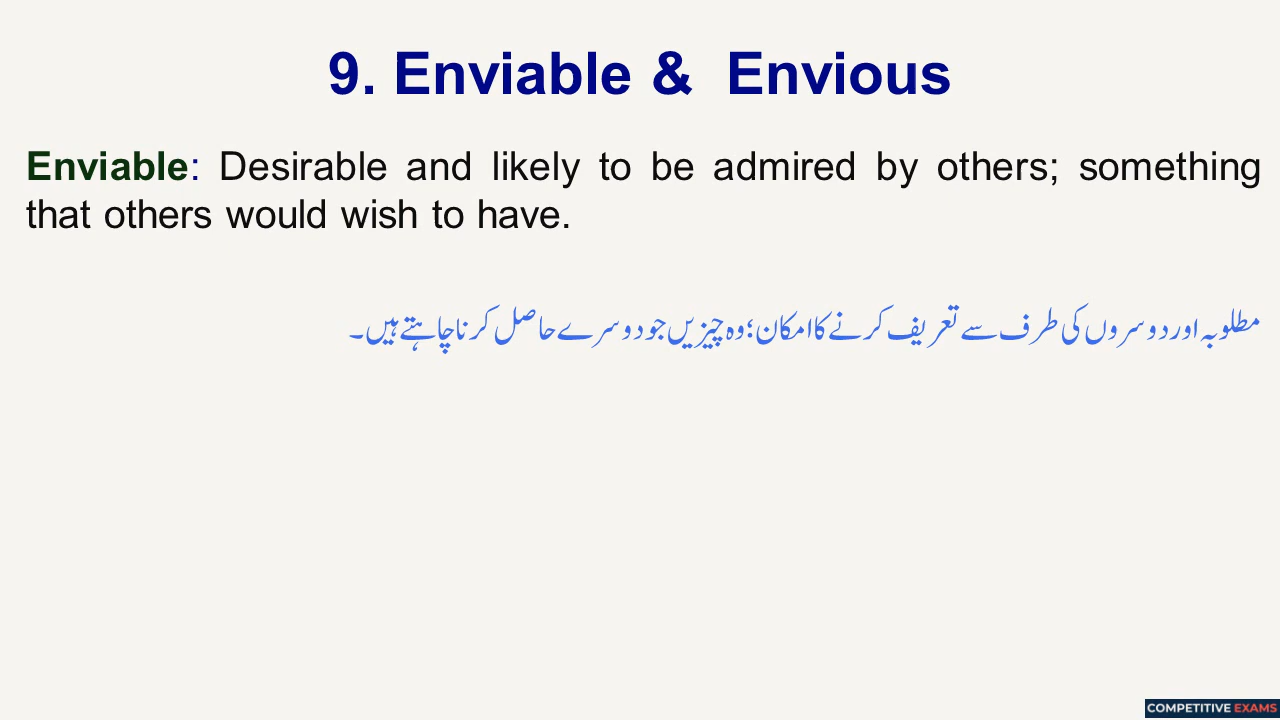 9. Enviable & Envious
Enviable: Desirable and likely to be admired by others; something
that others would wish to have.
مطلوبہ اور دوسروں کی طرف سے تعریف کرنے کا امکان؛ وہ چیزیں جو دوسرے حاصل کرنا چاہتے ہیں۔
COMPETITIVE EXAMS